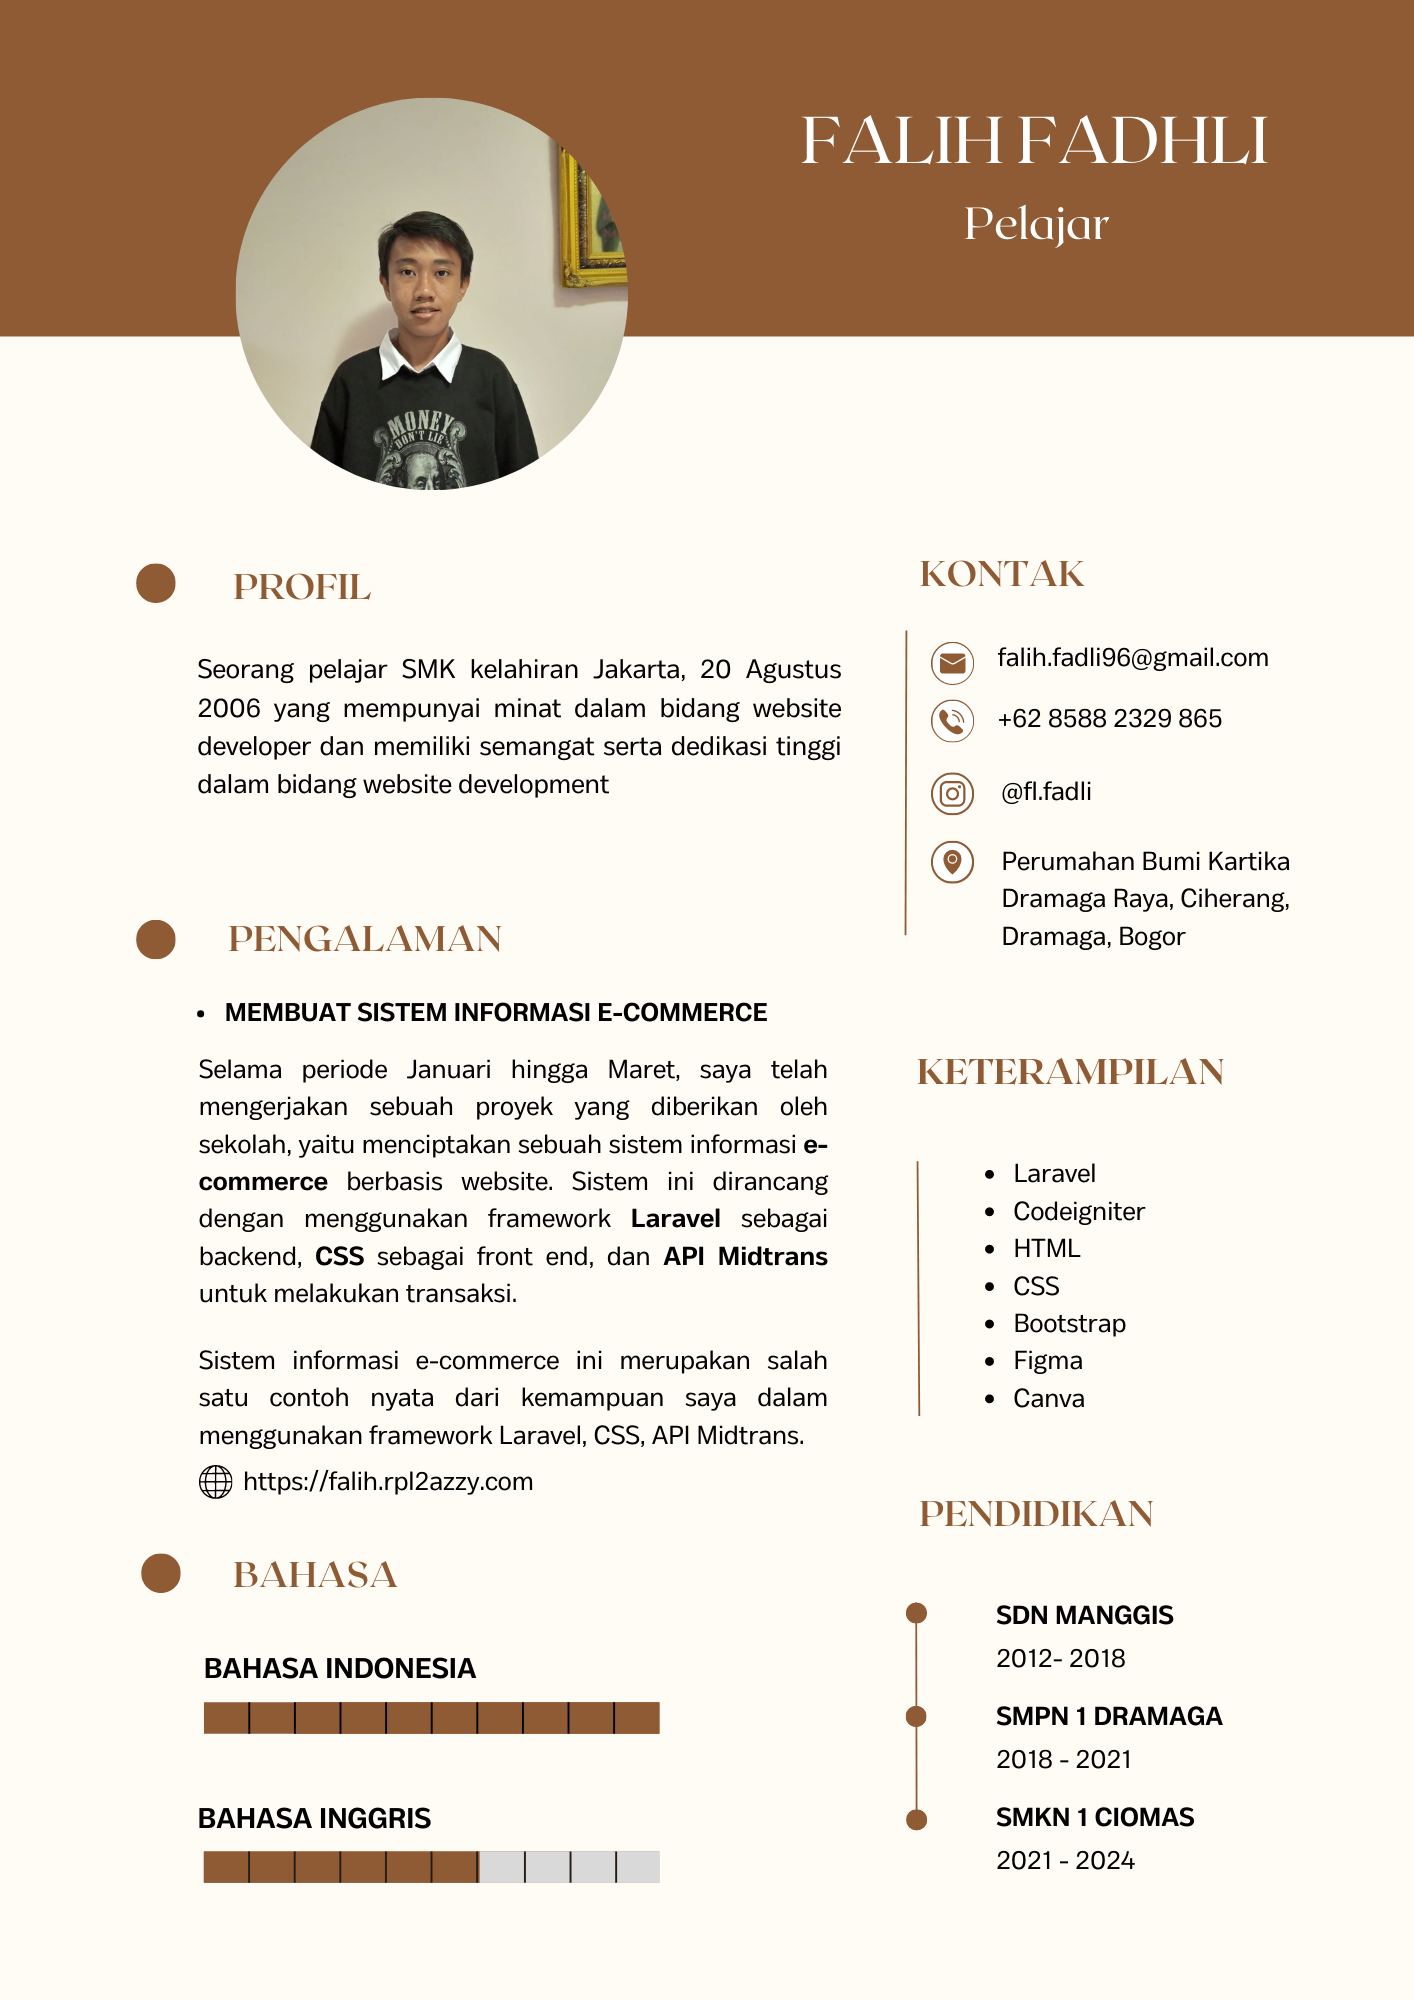 FALIH FADHLI
Pelajar
MONEY
DON'T LIE
PROFIL
Seorang pelajar SMK kelahiran Jakarta, 20 Agustus
2006 yang mempunyai minat dalam bidang website
developer dan memiliki semangat serta dedikasi tinggi
dalam bidang website development
PENGALAMAN
• MEMBUAT SISTEM INFORMASI E-COMMERCE
Selama periode Januari hingga Maret, saya telah
mengerjakan sebuah proyek yang diberikan oleh
sekolah, yaitu menciptakan sebuah sistem informasi e-
commerce berbasis website. Sistem ini dirancang
dengan menggunakan framework Laravel sebagai
backend, CSS sebagai front end, dan API Midtrans
untuk melakukan transaksi.
Sistem informasi e-commerce ini merupakan salah
satu contoh nyata dari kemampuan saya dalam
menggunakan framework Laravel, CSS, API Midtrans.
https://falih.rpl2azzy.com
BAHASA
BAHASA INDONESIA
BAHASA INGGRIS
KONTAK
falih.fadli96@gmail.com
+62 8588 2329 865
@fl.fadli
Perumahan Bumi Kartika
Dramaga Raya, Ciherang,
Dramaga, Bogor
KETERAMPILAN
• Laravel
• Codeigniter
• HTML
• CSS
• Bootstrap
• Figma
• Canva
PENDIDIKAN
SDN MANGGIS
2012- 2018
SMPN 1 DRAMAGA
2018 - 2021
SMKN 1 CIOMAS
2021 - 2024